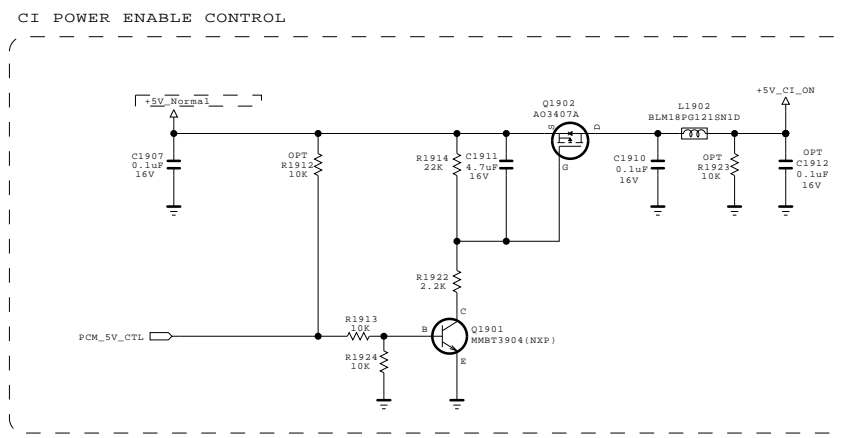 CI POWER ENABLE CONTROL
+5V_Normal
+5V_CI_ON
Q1902
AO3407A
L1902
BLM18PG121SN1D
S
D
G
C1907
0.1uF
16V
OPT
R1912
10K
R1914
22K
C1911
4.7uF
16V
C1910
0.1uF
16V
OPT
R1923
10K
OPT
C1912
0.1uF
16V
R1922
2.2K
C
R1913
10K
B
Q1901
MMBT3904(NXP)
PCM_5V_CTL
R1924
10K
E